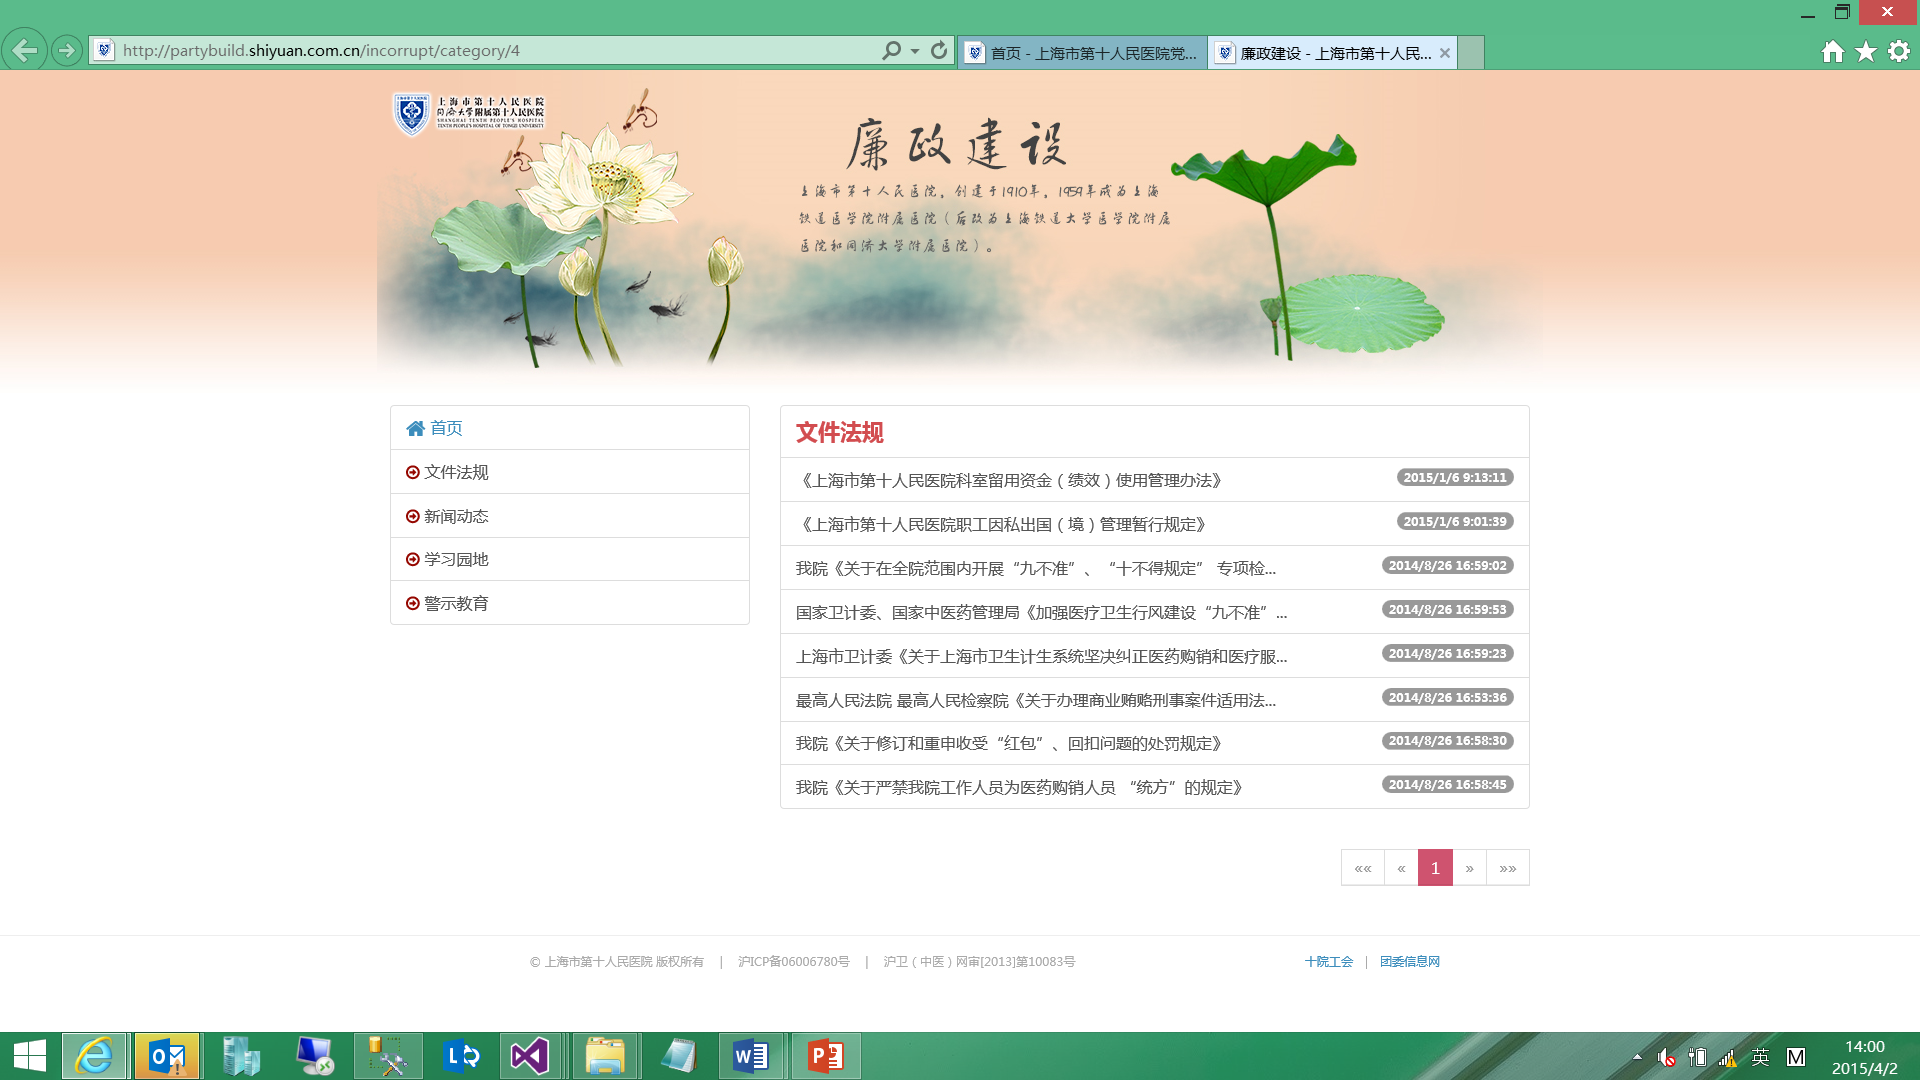 http://partybuild.shiyuan.com.cn/incorrupt/category/4
首页 - 上海市第十人民医院党...
廉政建设 - 上海市第十人民...
上海市第十人民医院
同济大学附属第十人民医院
SHANGHAI TENTH PEOPLE'S HOSPITAL
TENTH PEOPLE'S HOSPITAL OF TONGJI UNIVERSITY
廉政建设
上海市第十人民医院，创建于1910年，1959年成为上海
铁道医学院附属医院（后改为上海铁道大学医学院附属
医院和同济大学附属医院）。
首页
文件法规
新闻动态
学习园地
警示教育
文件法规
《上海市第十人民医院科室留用资金（绩效）使用管理办法》 2015/1/6 9:13:11
《上海市第十人民医院职工因私出国（境）管理暂行规定》 2015/1/6 9:01:39
我院《关于在全院范围内开展“九不准”、“十不得规定” 专项检... 2014/8/26 16:59:02
国家卫计委、国家中医药管理局《加强医疗卫生行风建设“九不准”... 2014/8/26 16:59:53
上海市卫计委《关于上海市卫生计生系统坚决纠正医药购销和医疗服... 2014/8/26 16:59:23
最高人民法院 最高人民检察院《关于办理商业贿赂刑事案件适用法... 2014/8/26 16:53:36
我院《关于修订和重申收受“红包”、回扣问题的处罚规定》 2014/8/26 16:58:30
我院《关于严禁我院工作人员为医药购销人员 “统方”的规定》 2014/8/26 16:58:45
«« « 1 » »»
© 上海市第十人民医院 版权所有 | 沪ICP备06006780号 | 沪卫（中医）网审[2013]第10083号 十院工会 | 团委信息网
英 M
14:00
2015/4/2